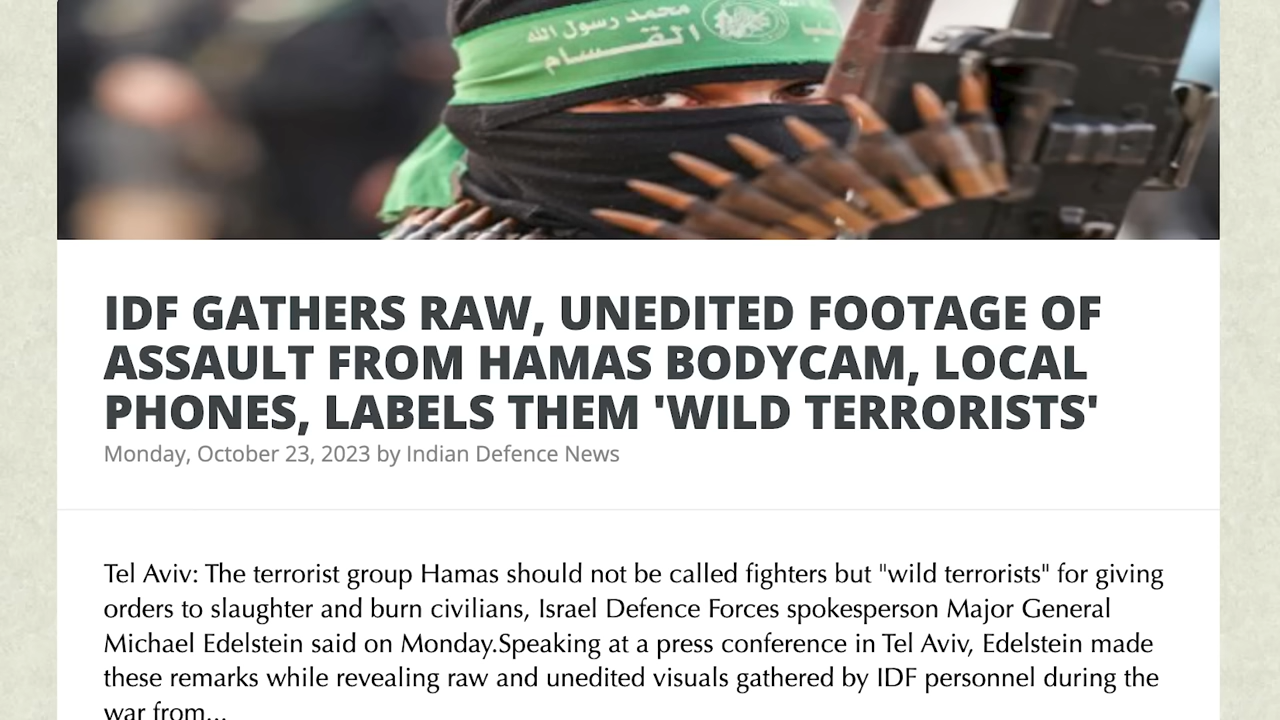 محمد رسول الله
القسام
IDF GATHERS RAW, UNEDITED FOOTAGE OF
ASSAULT FROM HAMAS BODYCAM, LOCAL
PHONES, LABELS THEM 'WILD TERRORISTS'
Monday, October 23, 2023 by Indian Defence News
Tel Aviv: The terrorist group Hamas should not be called fighters but "wild terrorists" for giving
orders to slaughter and burn civilians, Israel Defence Forces spokesperson Major General
Michael Edelstein said on Monday.Speaking at a press conference in Tel Aviv, Edelstein made
these remarks while revealing raw and unedited visuals gathered by IDF personnel during the
war from...